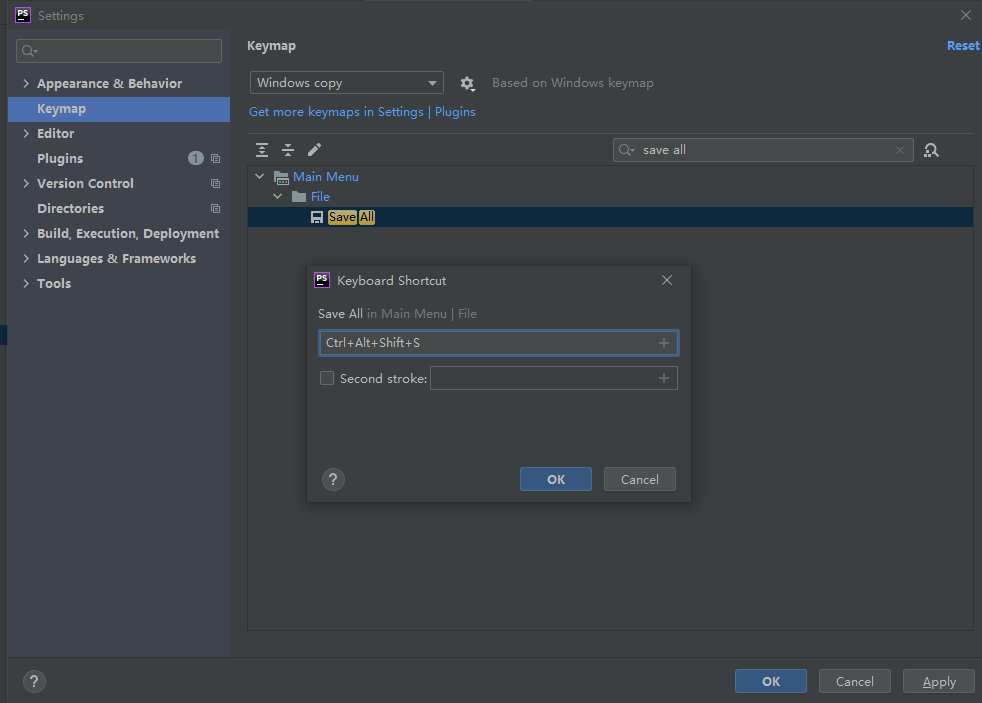 PS Settings
Keymap
Reset
Appearance & Behavior
Keymap
Editor
Plugins 1
Version Control
Directories
Build, Execution, Deployment
Languages & Frameworks
Tools
Windows copy
Based on Windows keymap
Get more keymaps in Settings | Plugins
save all
Main Menu
File
Save All
PS Keyboard Shortcut
Save All in Main Menu | File
Ctrl+Alt+Shift+S
Second stroke:
? OK Cancel
? OK Cancel Apply